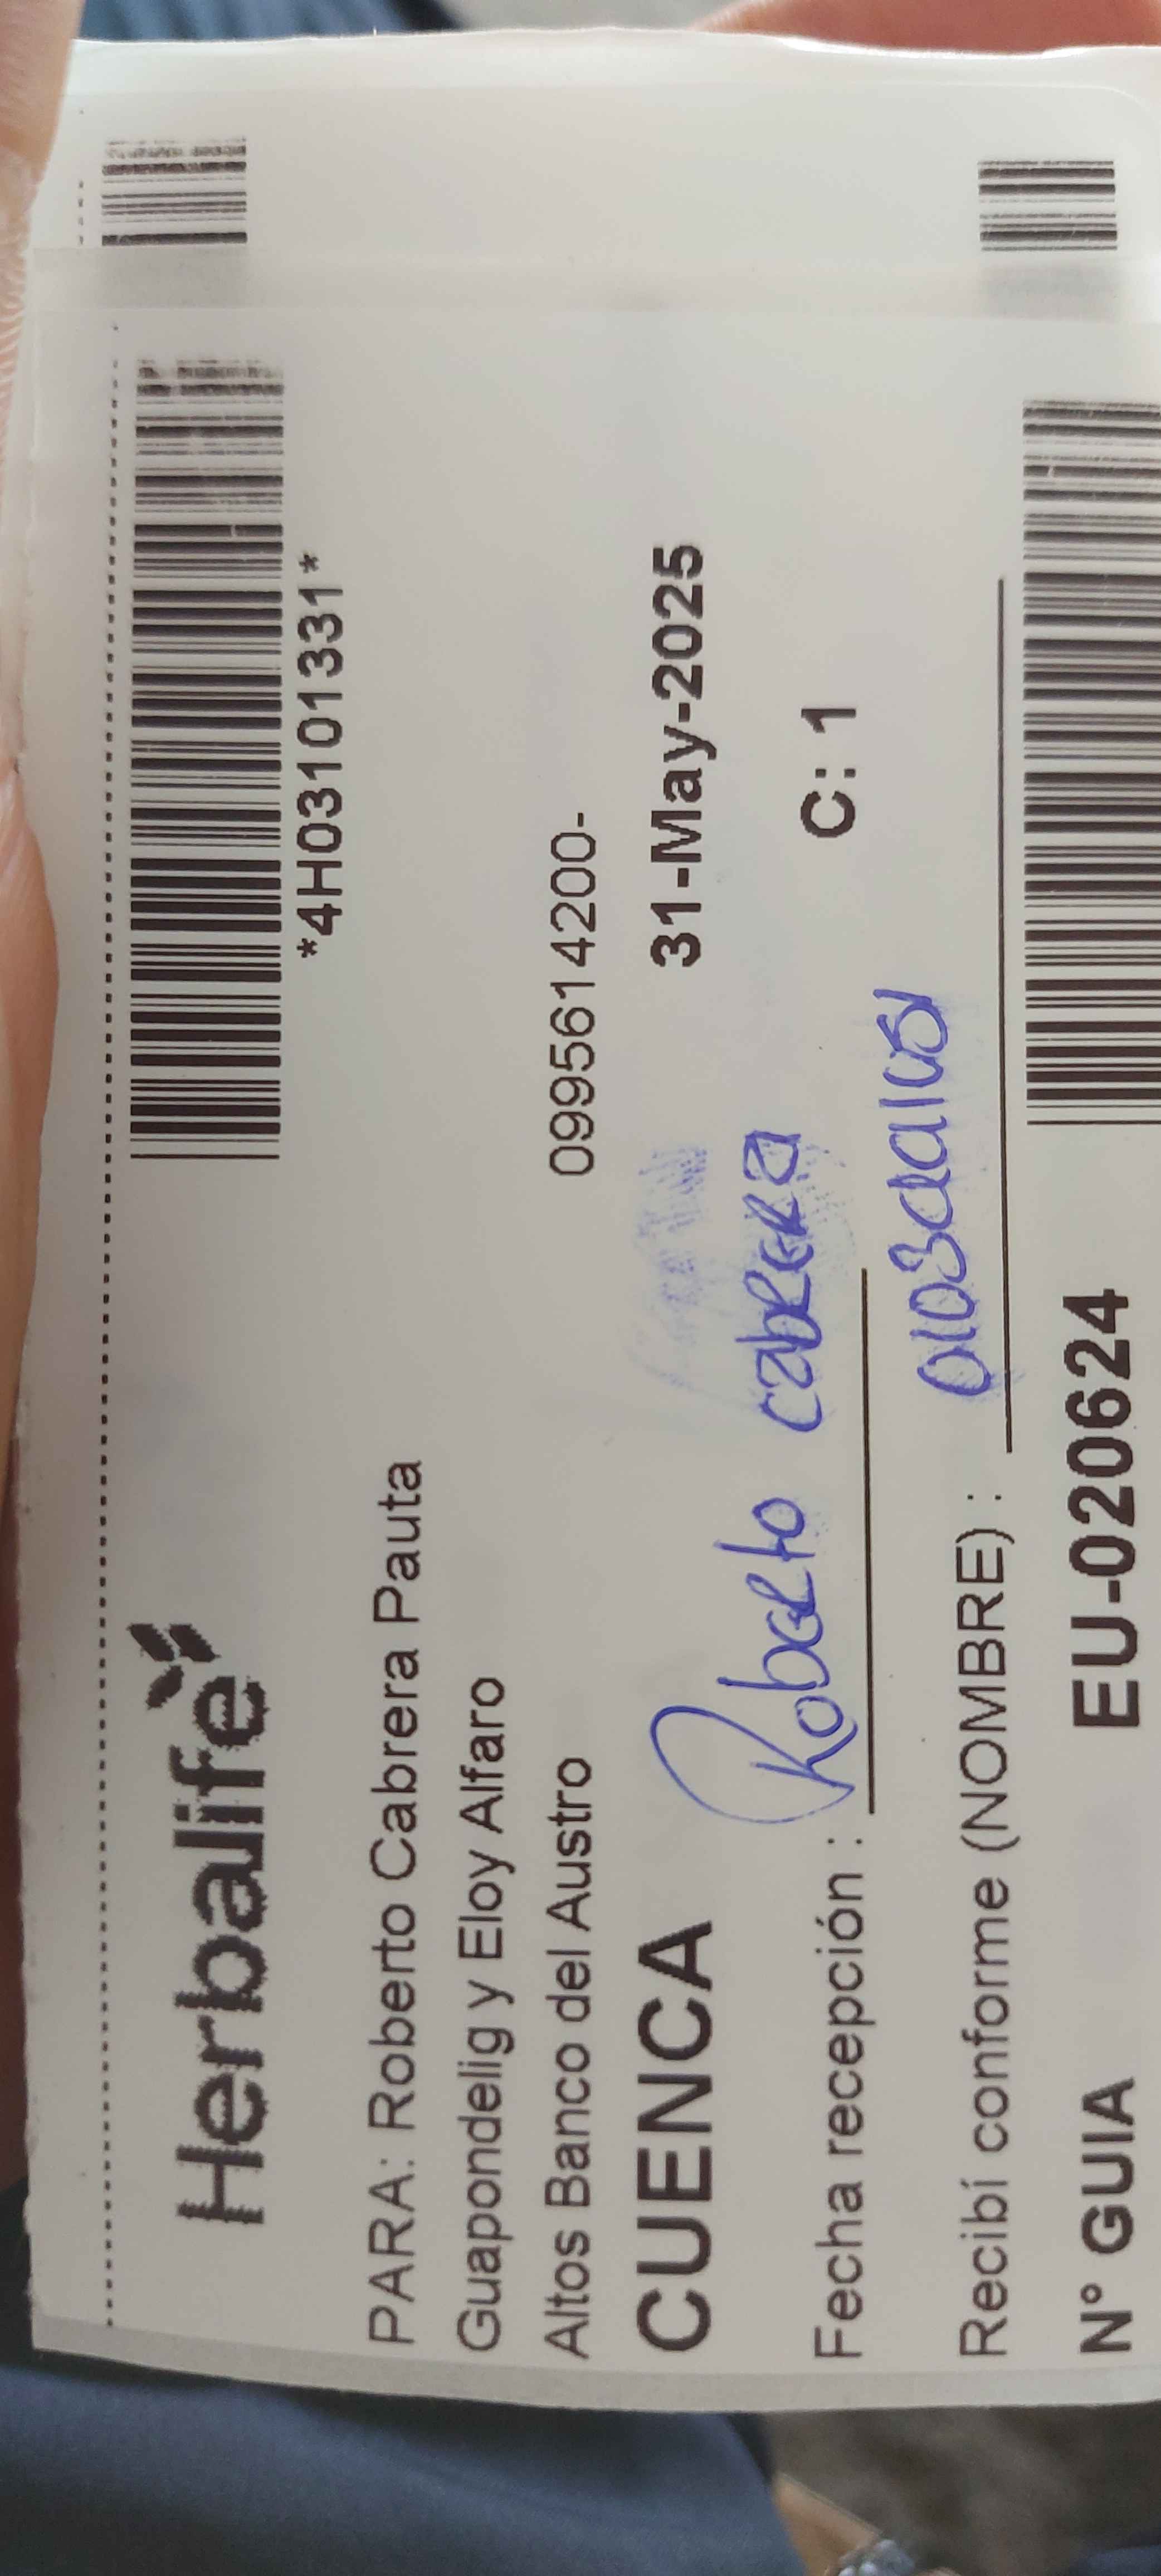 Herbalife
*4H03101331*
PARA: Roberto Cabrera Pauta
Guapondelig y Eloy Alfaro
Altos Banco del Austro 0995614200-
CUENCA 31-May-2025
Fecha recepción : Roberto cabrera C: 1
Recibí conforme (NOMBRE) :
N° GUIA EU-020624